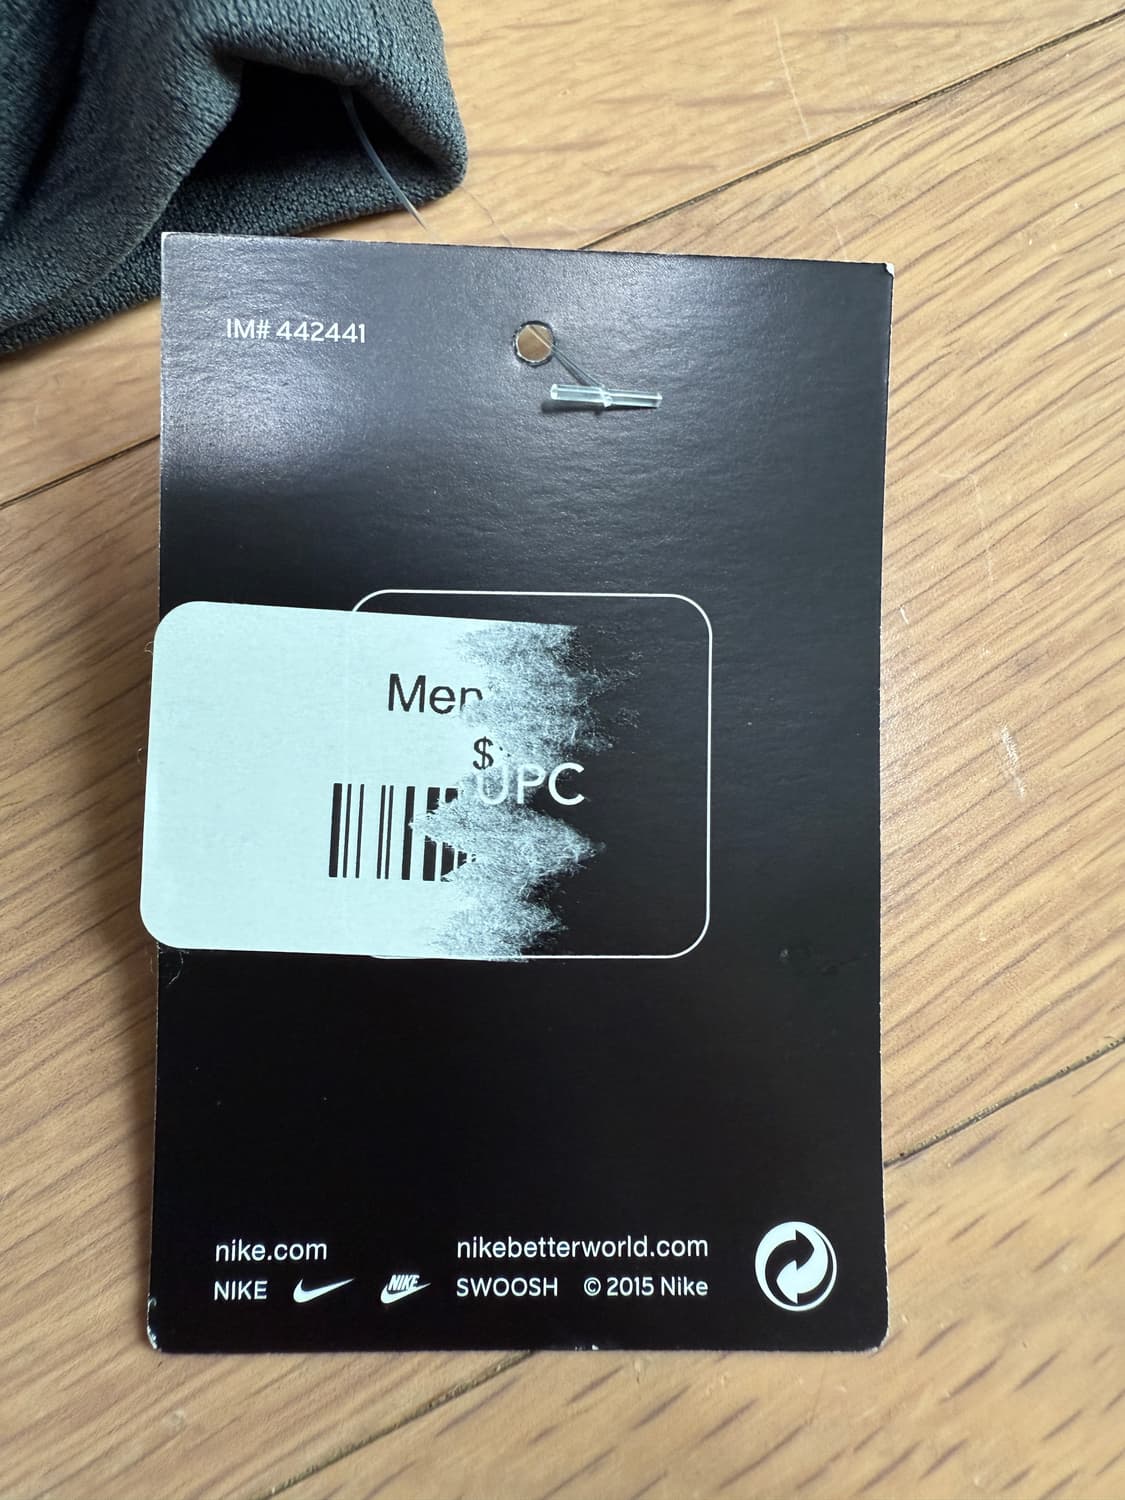 IM# 442441
Men
$
UPC
nike.com
nikebetterworld.com
NIKE NIKE SWOOSH © 2015 Nike